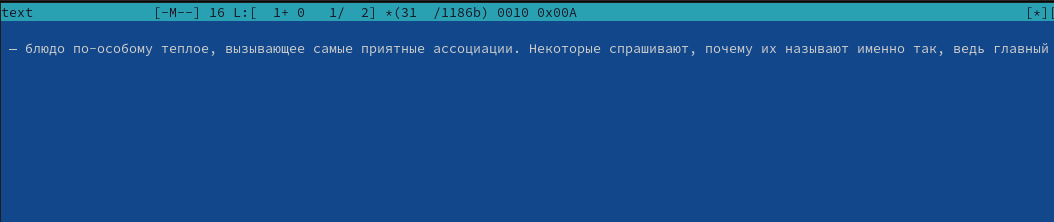 text [-M--] 16 L:[ 1+ 0 1/ 2] *(31 /1186b) 0010 0x00A [*][
— блюдо по-особому теплое, вызывающее самые приятные ассоциации. Некоторые спрашивают, почему их называют именно так, ведь главный